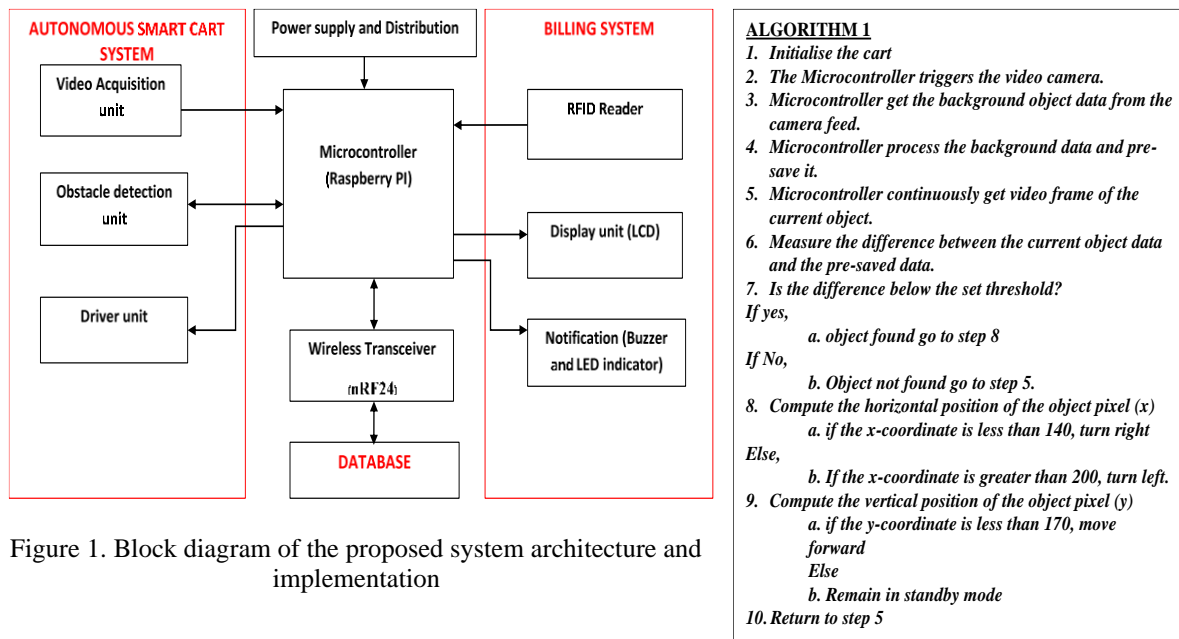 AUTONOMOUS SMART CART
SYSTEM
Video Acquisition
unit
Obstacle detection
unit
Driver unit
Power supply and Distribution
Microcontroller
(Raspberry PI)
Wireless Transceiver
(nRF24)
DATABASE
BILLING SYSTEM
RFID Reader
Display unit (LCD)
Notification (Buzzer
and LED indicator)
Figure 1. Block diagram of the proposed system architecture and
implementation
ALGORITHM 1
1. Initialise the cart
2. The Microcontroller triggers the video camera.
3. Microcontroller get the background object data from the
camera feed.
4. Microcontroller process the background data and pre-
save it.
5. Microcontroller continuously get video frame of the
current object.
6. Measure the difference between the current object data
and the pre-saved data.
7. Is the difference below the set threshold?
If yes,
a. object found go to step 8
If No,
b. Object not found go to step 5.
8. Compute the horizontal position of the object pixel (x)
a. if the x-coordinate is less than 140, turn right
Else,
b. If the x-coordinate is greater than 200, turn left.
9. Compute the vertical position of the object pixel (y)
a. if the y-coordinate is less than 170, move
forward
Else
b. Remain in standby mode
10. Return to step 5